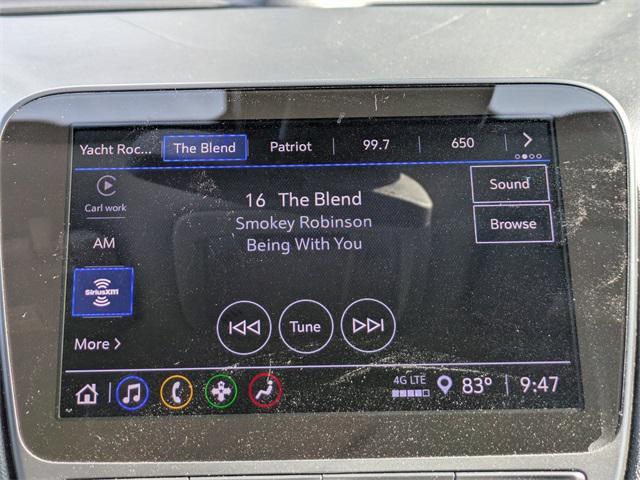 Yacht Roc... The Blend Patriot 99.7 650
Carl work
AM
SiriusXM
More
16 The Blend
Smokey Robinson
Being With You
Sound
Browse
Tune
4G LTE 83° 9:47